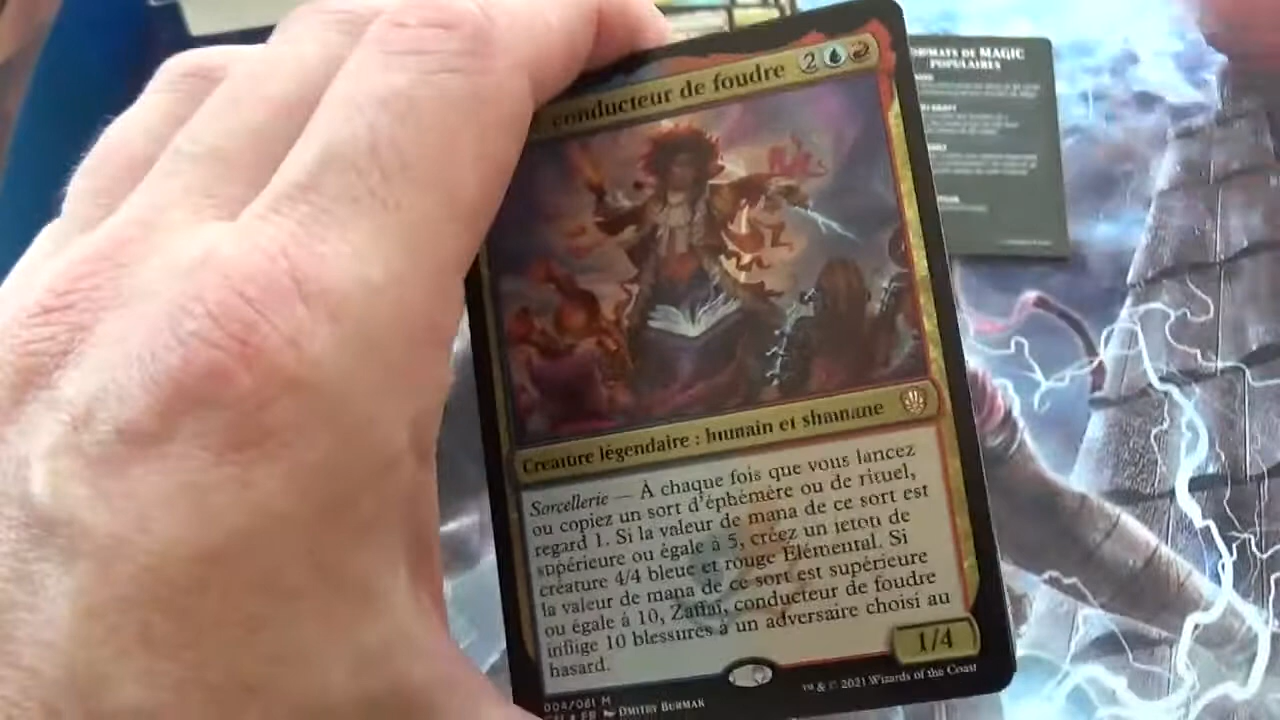 conducteur de foudre 2
Créature légendaire : humain et shamane
Sorcellerie — À chaque fois que vous lancez
ou copiez un sort d'éphémère ou de rituel,
regard 1. Si la valeur de mana de ce sort est
supérieure ou égale à 5, créez un jeton de
créature 4/4 bleue et rouge Élémental. Si
la valeur de mana de ce sort est supérieure
ou égale à 10, Zaffaï, conducteur de foudre
inflige 10 blessures à un adversaire choisi au
hasard.
1/4
004/081 M
FR DMITRY BURMAK
™ & © 2021 Wizards of the Coast
FORMATS DE MAGIC
POPULAIRES